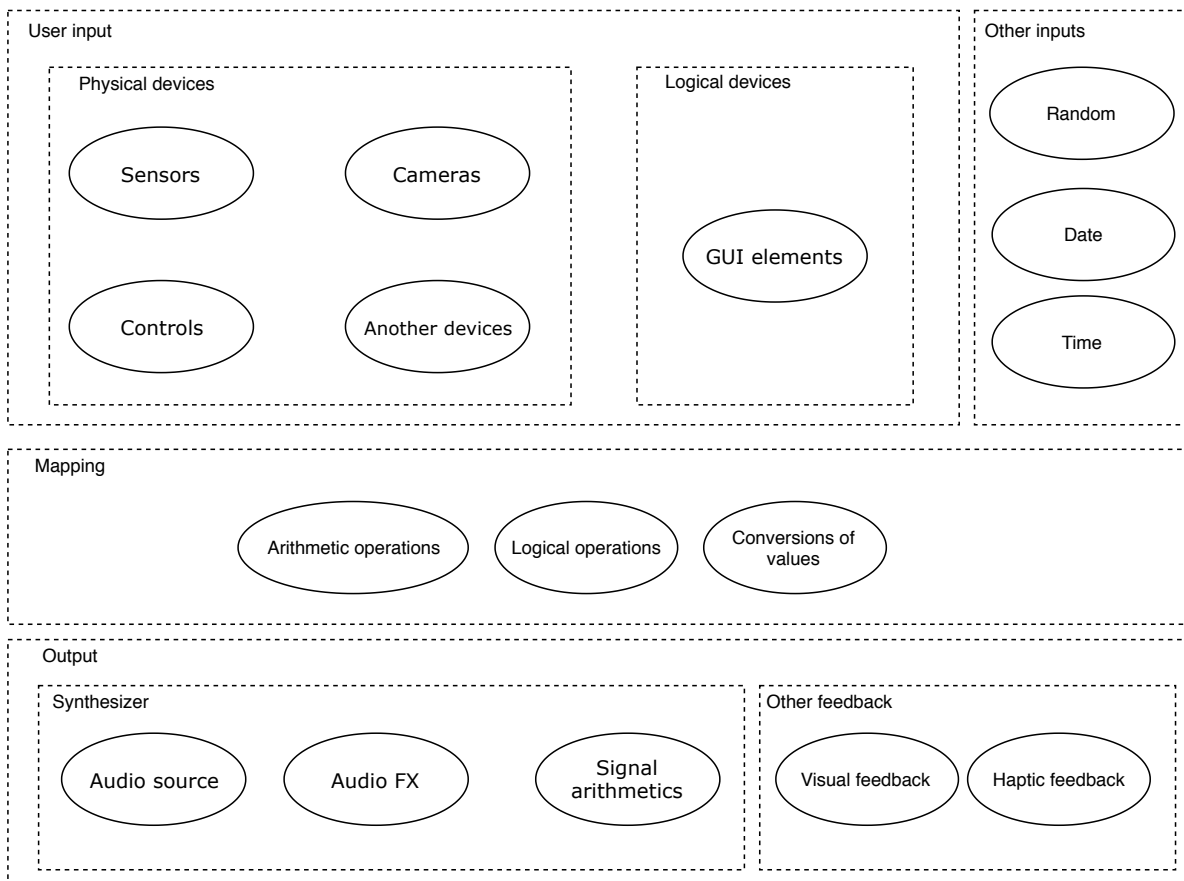 User input
Physical devices
Sensors
Cameras
Controls
Another devices
Logical devices
GUI elements
Other inputs
Random
Date
Time
Mapping
Arithmetic operations
Logical operations
Conversions of
values
Output
Synthesizer
Audio source
Audio FX
Signal
arithmetics
Other feedback
Visual feedback
Haptic feedback